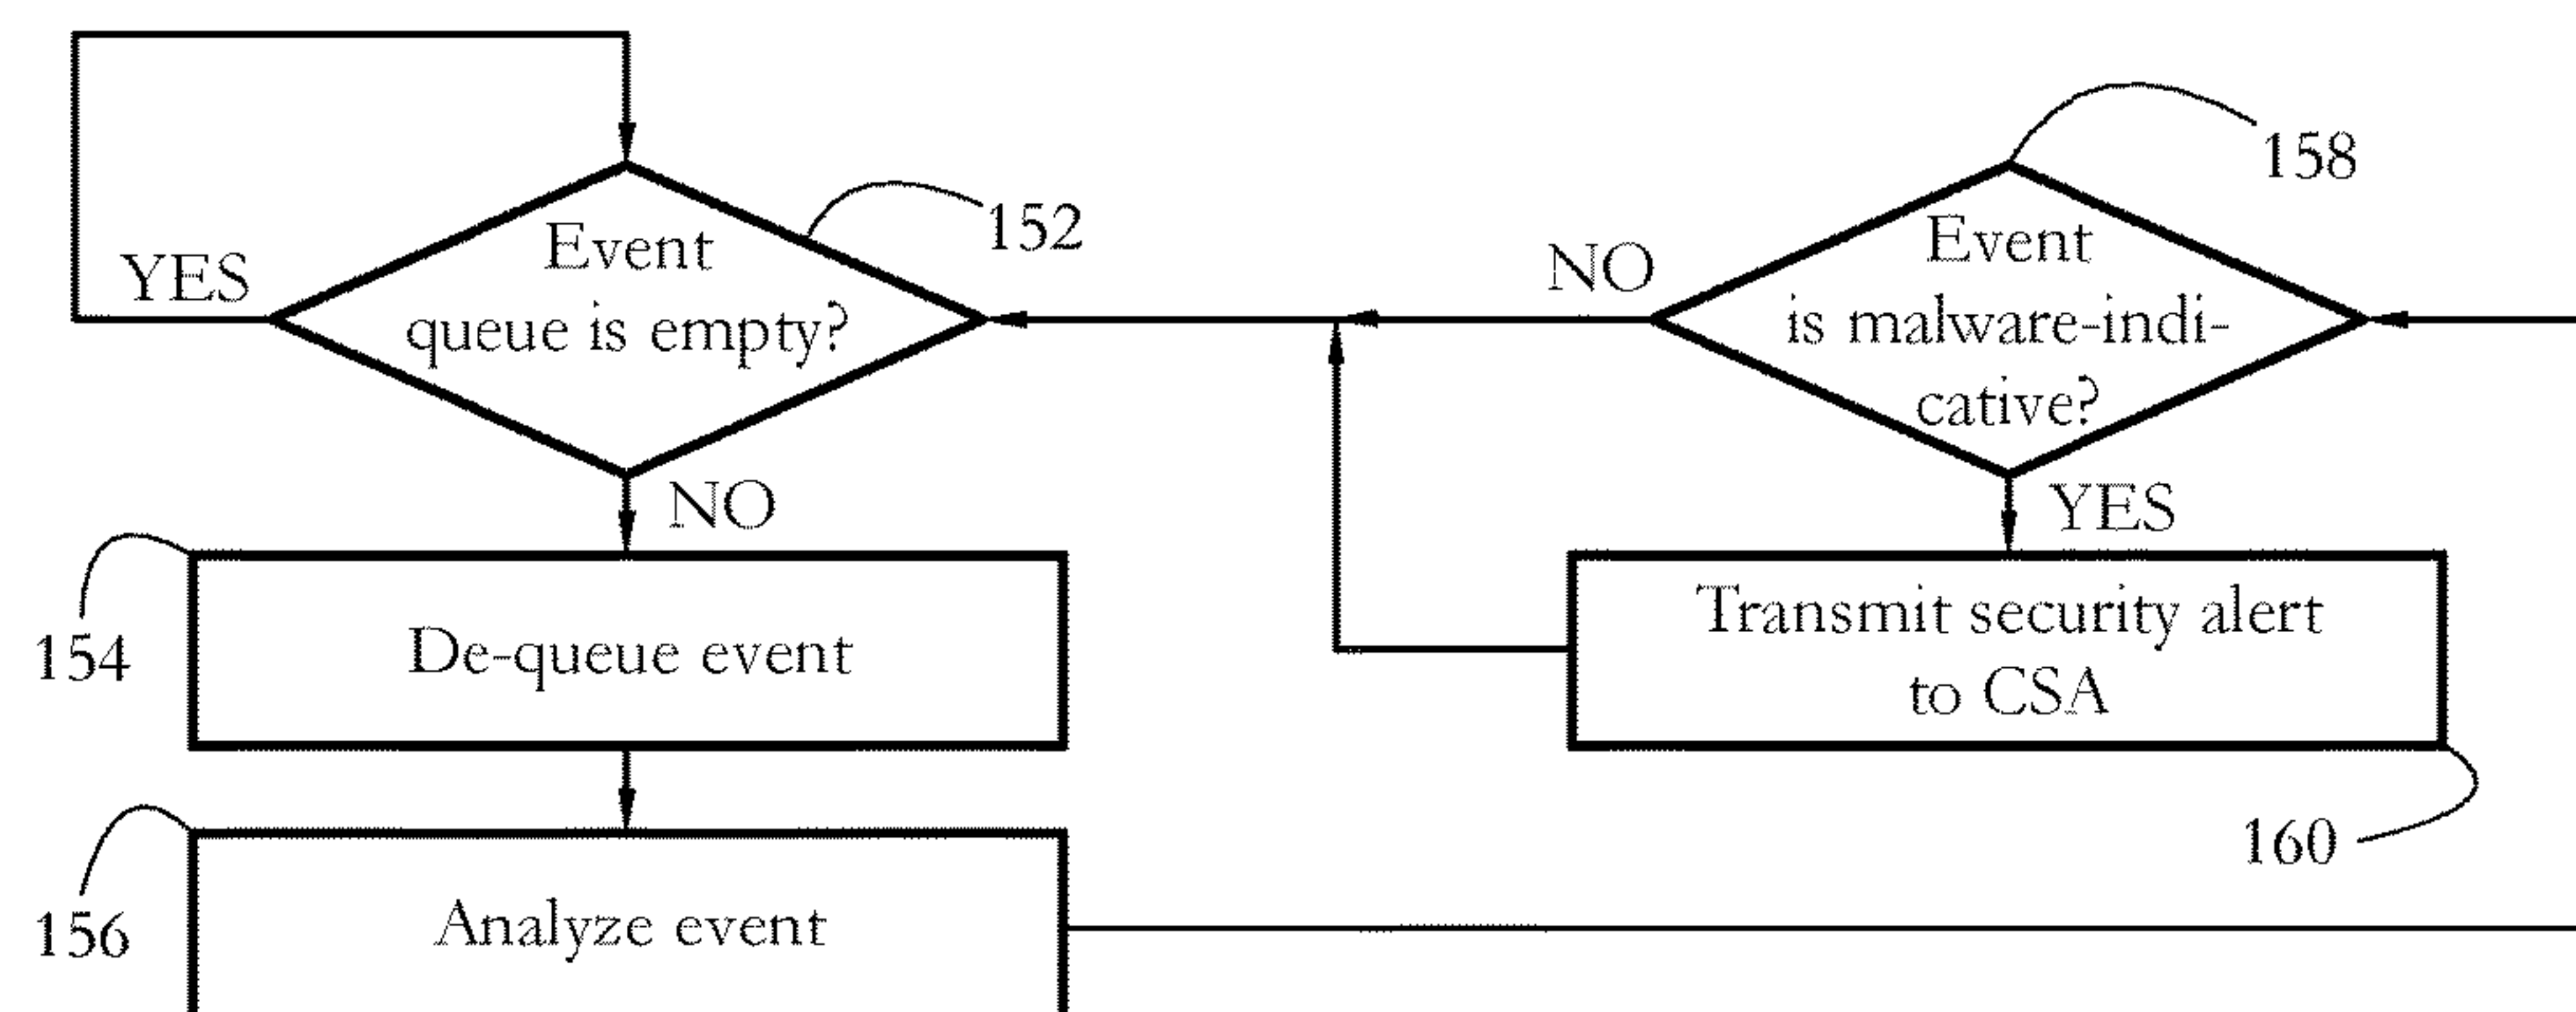 Event
queue is empty?
152
YES
NO
De-queue event
154
Analyze event
156
Event
is malware-indi-
cative?
158
NO
YES
Transmit security alert
to CSA
160